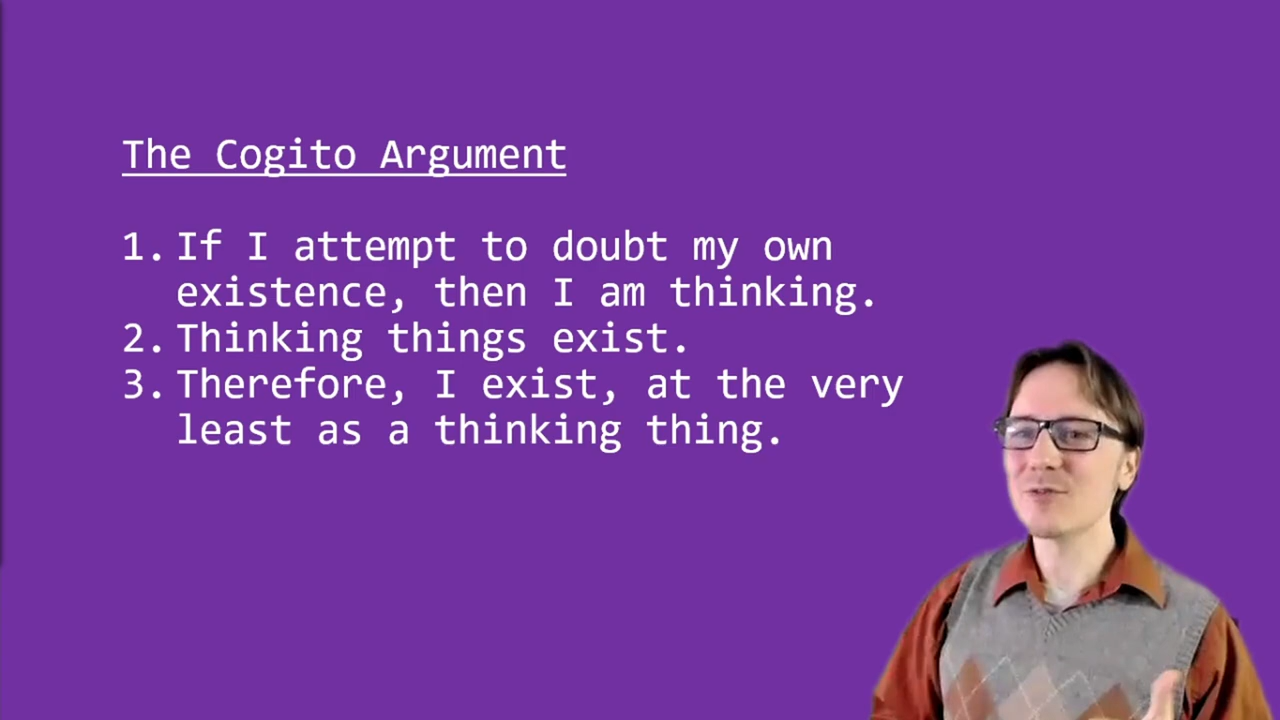 The Cogito Argument
1. If I attempt to doubt my own
existence, then I am thinking.
2. Thinking things exist.
3. Therefore, I exist, at the very
least as a thinking thing.